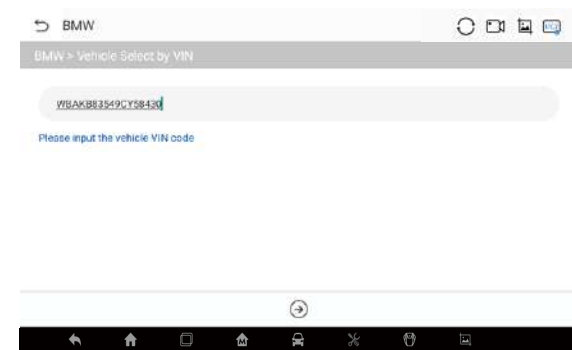 BMW
BMW > Vehicle Select by VIN
WBAKB83549CY58430
Please input the vehicle VIN code